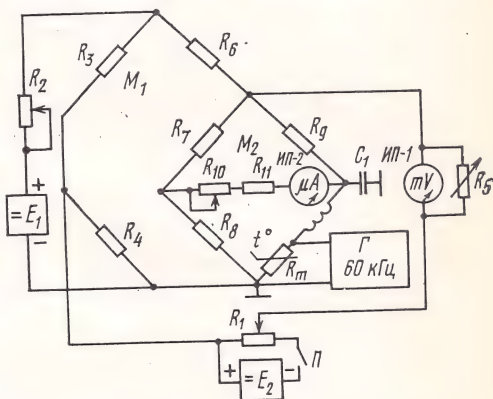 R3
R6
R2
M1
R7
M2
R9
ИП-2
C1
ИП-1
R10
R11
μA
mV
R5
+
= E1
−
R4
R8
t°
Rт
Г
60 кГц
R1
П
+
= E2
−